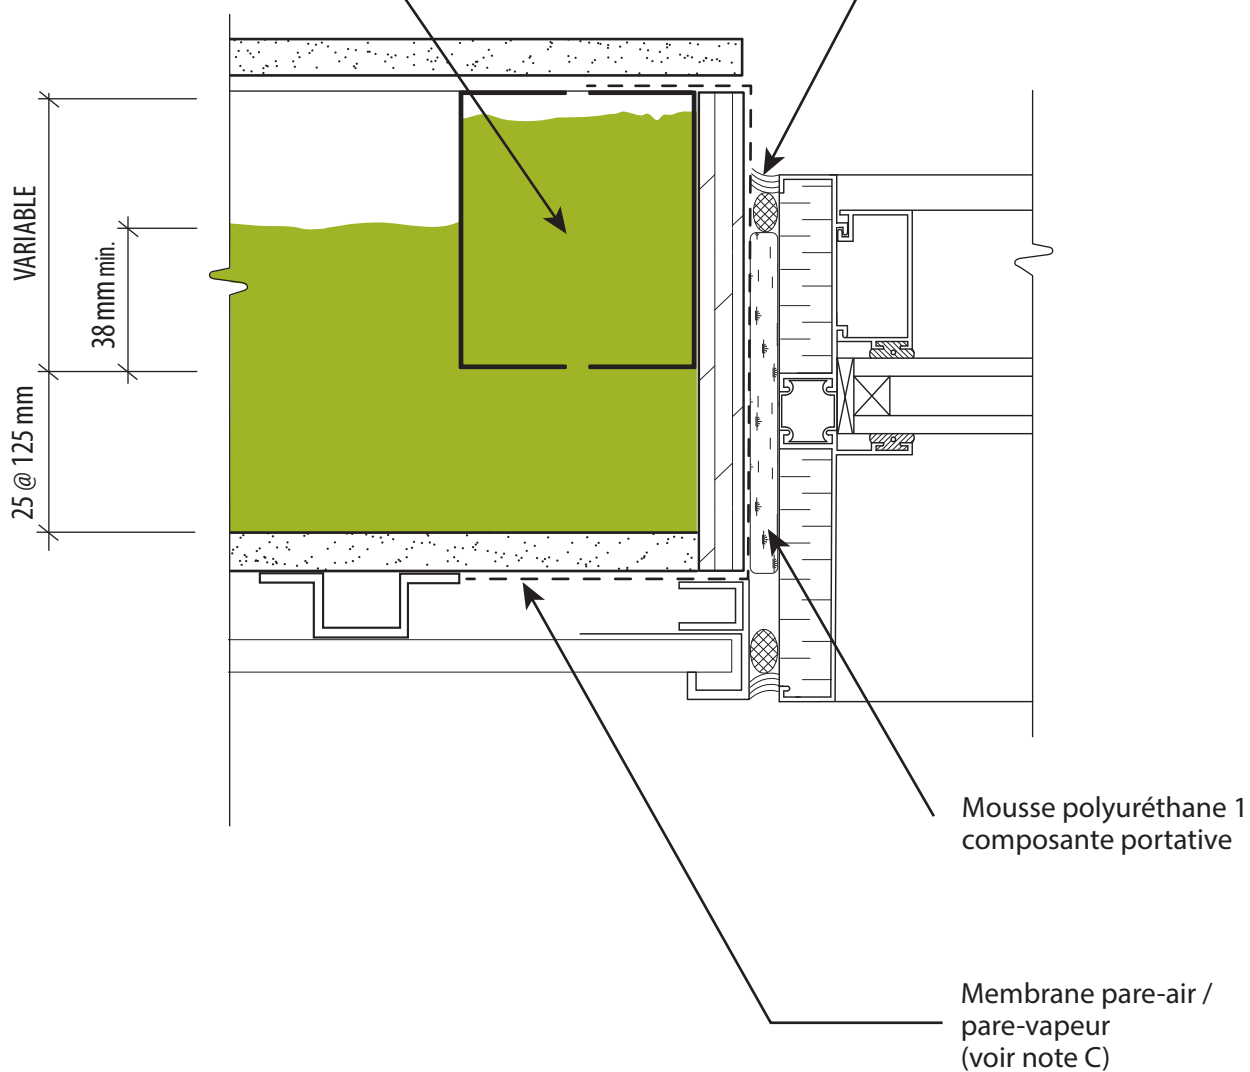 VARIABLE
38 mm min.
25 @ 125 mm
Mousse polyuréthane 1
composante portative
Membrane pare-air /
pare-vapeur
(voir note C)